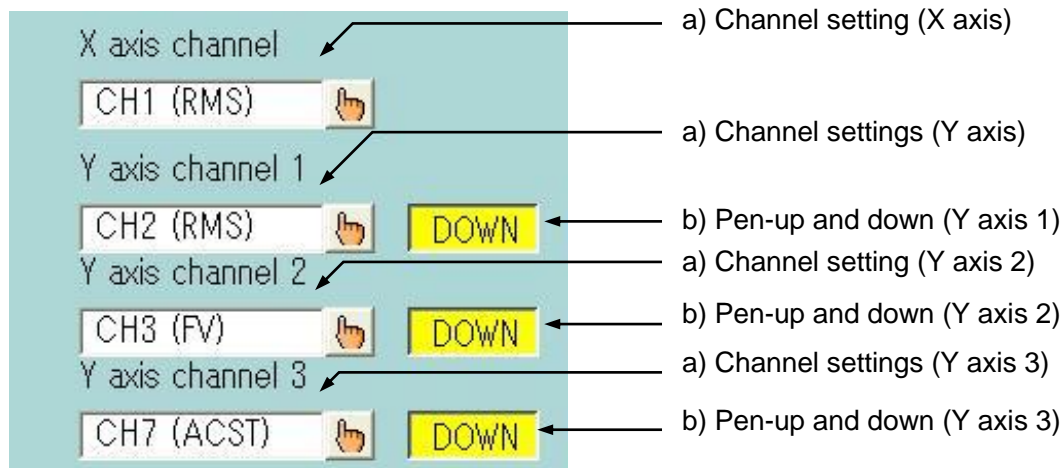 a) Channel setting (X axis)
X axis channel
CH1 (RMS)
a) Channel settings (Y axis)
Y axis channel 1
CH2 (RMS) DOWN
b) Pen-up and down (Y axis 1)
Y axis channel 2
a) Channel setting (Y axis 2)
CH3 (FV) DOWN
b) Pen-up and down (Y axis 2)
Y axis channel 3
a) Channel settings (Y axis 3)
CH7 (ACST) DOWN
b) Pen-up and down (Y axis 3)